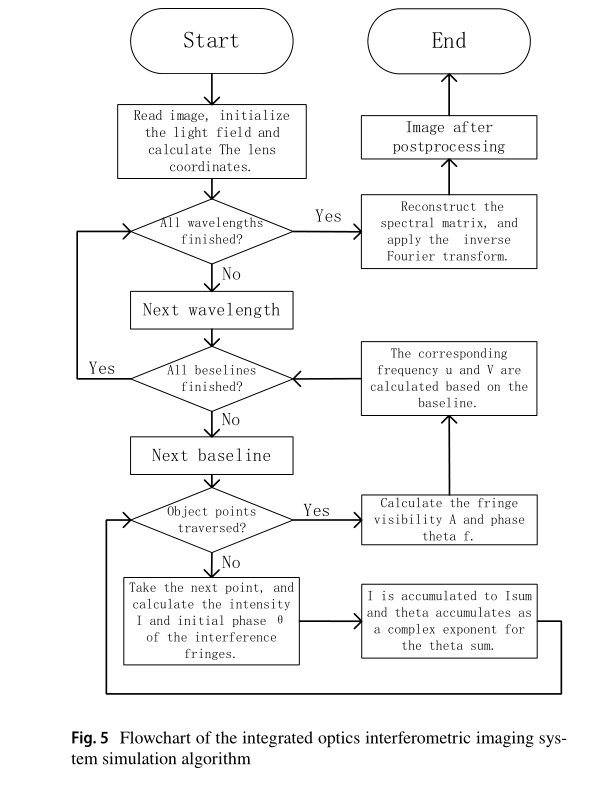 Start
End
Read image, initialize
the light field and
calculate The lens
coordinates.
Image after
postprocessing
All wavelengths
finished?
Yes
Reconstruct the
spectral matrix, and
apply the inverse
Fourier transform.
No
Next wavelength
Yes
All beselines
finished?
The corresponding
frequency u and V are
calculated based on the
baseline.
No
Next baseline
Object points
traversed?
Yes
Calculate the fringe
visibility A and phase
theta f.
No
Take the next point, and
calculate the intensity
I and initial phase θ
of the interference
fringes.
I is accumulated to Isum
and theta accumulates as
a complex exponent for
the theta sum.
Fig. 5 Flowchart of the integrated optics interferometric imaging sys-
tem simulation algorithm